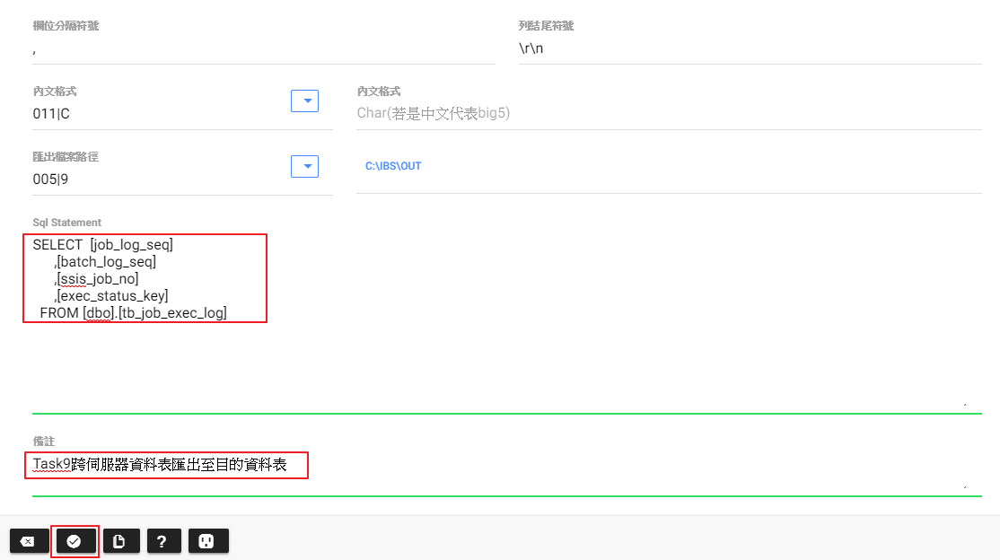 欄位分隔符號
列結尾符號
,
\r\n
內文格式
內文格式
011|C
Char(若是中文代表big5)
匯出檔案路徑
C:\IBS\OUT
005|9
Sql Statement
SELECT  [job_log_seq]
,[batch_log_seq]
,[ssis_job_no]
,[exec_status_key]
FROM [dbo].[tb_job_exec_log]
備註
Task9跨伺服器資料表匯出至目的資料表
?